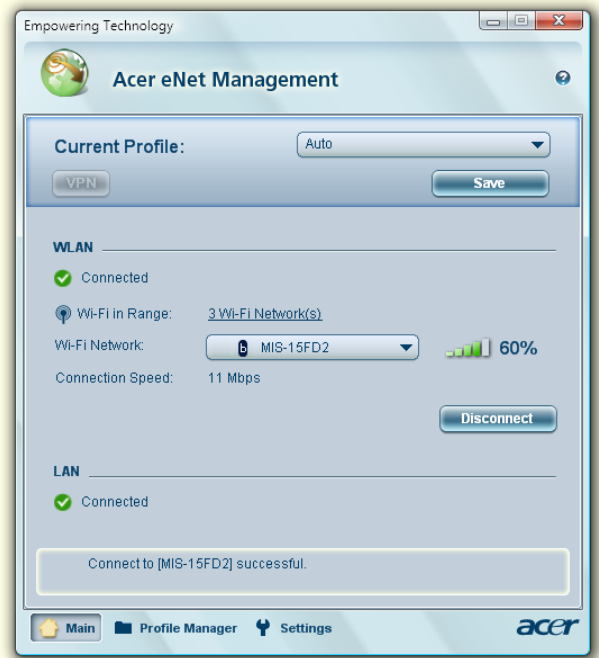 Empowering Technology
Acer eNet Management
Current Profile:
Auto
VPN
Save
WLAN
Connected
Wi-Fi in Range:
3 Wi-Fi Network(s)
Wi-Fi Network:
b MIS-15FD2
60%
Connection Speed:
11 Mbps
Disconnect
LAN
Connected
Connect to [MIS-15FD2] successful.
Main Profile Manager Settings
acer